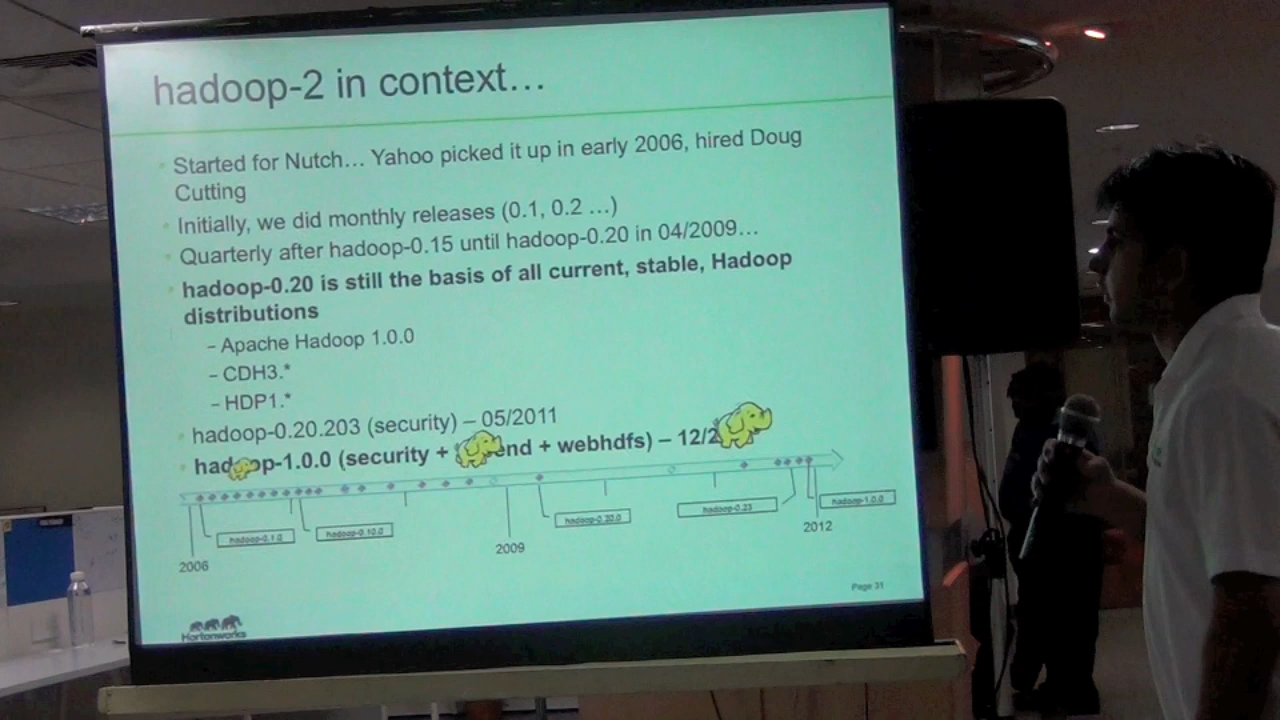 hadoop-2 in context…
Started for Nutch… Yahoo picked it up in early 2006, hired Doug
Cutting
Initially, we did monthly releases (0.1, 0.2 …)
Quarterly after hadoop-0.15 until hadoop-0.20 in 04/2009…
hadoop-0.20 is still the basis of all current, stable, Hadoop
distributions
– Apache Hadoop 1.0.0
– CDH3.*
– HDP1.*
hadoop-0.20.203 (security) – 05/2011
(security + + webhdfs) – 12/2
hadoop-0.1.0
hadoop-0.10.0
hadoop-0.20.0
hadoop-0.23
hadoop-1.0.0
2006
2009
2012
Page 31
Hortonworks